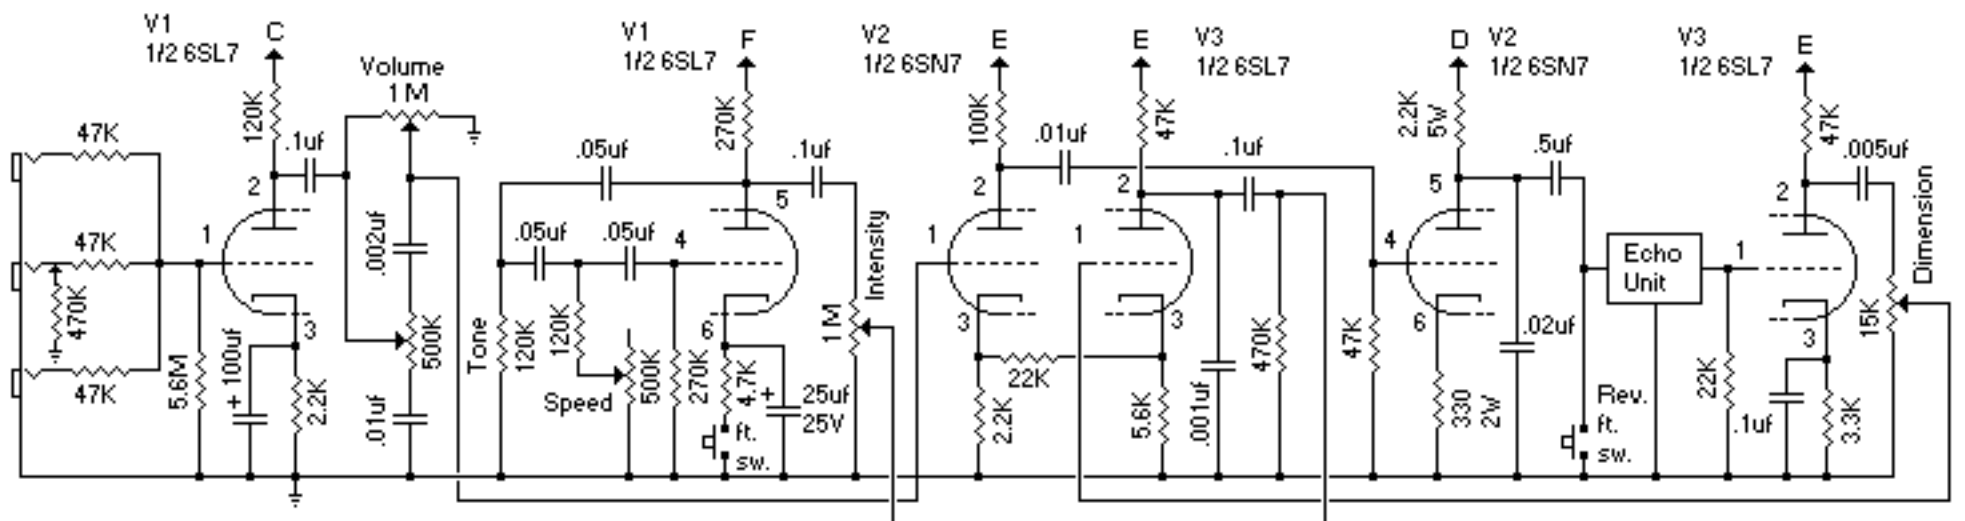 V1
1/2 6SL7
C
120K
Volume
1 M
47K
47K
470K
47K
.1uf
2
1
3
5.6M
+ 100uf
2.2K
.002uf
500K
.01uf
Tone
V1
1/2 6SL7
F
270K
.05uf
.1uf
.05uf
.05uf
4
5
6
120K
120K
Speed
500K
270K
4.7K
ft.
sw.
+
25uf
25V
1 M
Intensity
V2
1/2 6SN7
E
100K
.01uf
2
1
3
22K
2.2K
E
V3
1/2 6SL7
47K
.1uf
2
1
3
5.6K
.001uf
470K
D
V2
1/2 6SN7
2.2K
5W
.5uf
5
4
6
47K
330
2W
.02uf
Rev.
ft.
sw.
Echo
Unit
V3
1/2 6SL7
E
47K
.005uf
2
1
3
22K
.1uf
3.3K
15K
Dimension